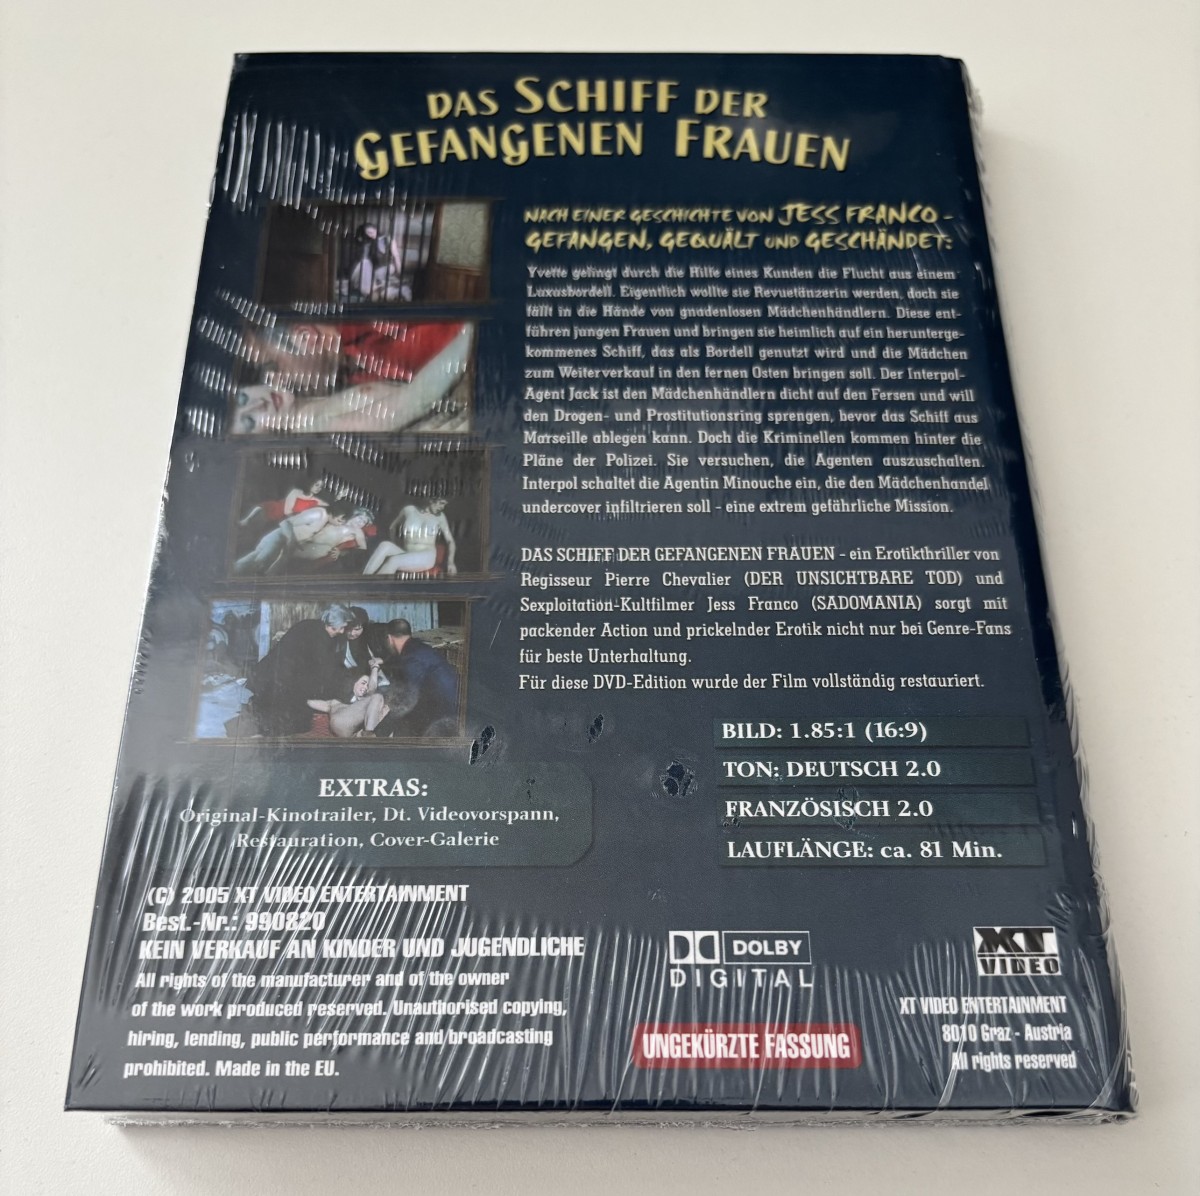 DAS SCHIFF DER
GEFANGENEN FRAUEN
NACH EINER GESCHICHTE VON JESS FRANCO -
GEFANGEN, GEQUÄLT UND GESCHÄNDET:
Yvette gelingt durch die Hilfe eines Kunden die Flucht aus einem
Luxusbordell. Eigentlich wollte sie Revuetänzerin werden, doch sie
fällt in die Hände von gnadenlosen Mädchenhändlern. Diese ent-
führen jungen Frauen und bringen sie heimlich auf ein herunterge-
kommenes Schiff, das als Bordell genutzt wird und die Mädchen
zum Weiterverkauf in den fernen Osten bringen soll. Der Interpol-
Agent Jack ist den Mädchenhändlern dicht auf den Fersen und will
den Drogen- und Prostitutionsring sprengen, bevor das Schiff aus
Marseille ablegen kann. Doch die Kriminellen kommen hinter die
Pläne der Polizei. Sie versuchen, die Agenten auszuschalten.
Interpol schaltet die Agentin Minouche ein, die den Mädchenhandel
undercover infiltrieren soll - eine extrem gefährliche Mission.
DAS SCHIFF DER GEFANGENEN FRAUEN - ein Erotikthriller von
Regisseur Pierre Chevalier (DER UNSICHTBARE TOD) und
Sexploitation-Kultfilmer Jess Franco (SADOMANIA) sorgt mit
packender Action und prickelnder Erotik nicht nur bei Genre-Fans
für beste Unterhaltung.
Für diese DVD-Edition wurde der Film vollständig restauriert.
BILD: 1.85:1 (16:9)
TON: DEUTSCH 2.0
FRANZÖSISCH 2.0
LAUFLÄNGE: ca. 81 Min.
EXTRAS:
Original-Kinotrailer, Dt. Videovorspann,
Restauration, Cover-Galerie
(C) 2005 XT VIDEO ENTERTAINMENT
Best.-Nr.: 990820
KEIN VERKAUF AN KINDER UND JUGENDLICHE
All rights of the manufacturer and of the owner
of the work produced reserved. Unauthorised copying,
hiring, lending, public performance and broadcasting
prohibited. Made in the EU.
DOLBY
DIGITAL
UNGEKÜRZTE FASSUNG
XT
VIDEO
XT VIDEO ENTERTAINMENT
8010 Graz - Austria
All rights reserved